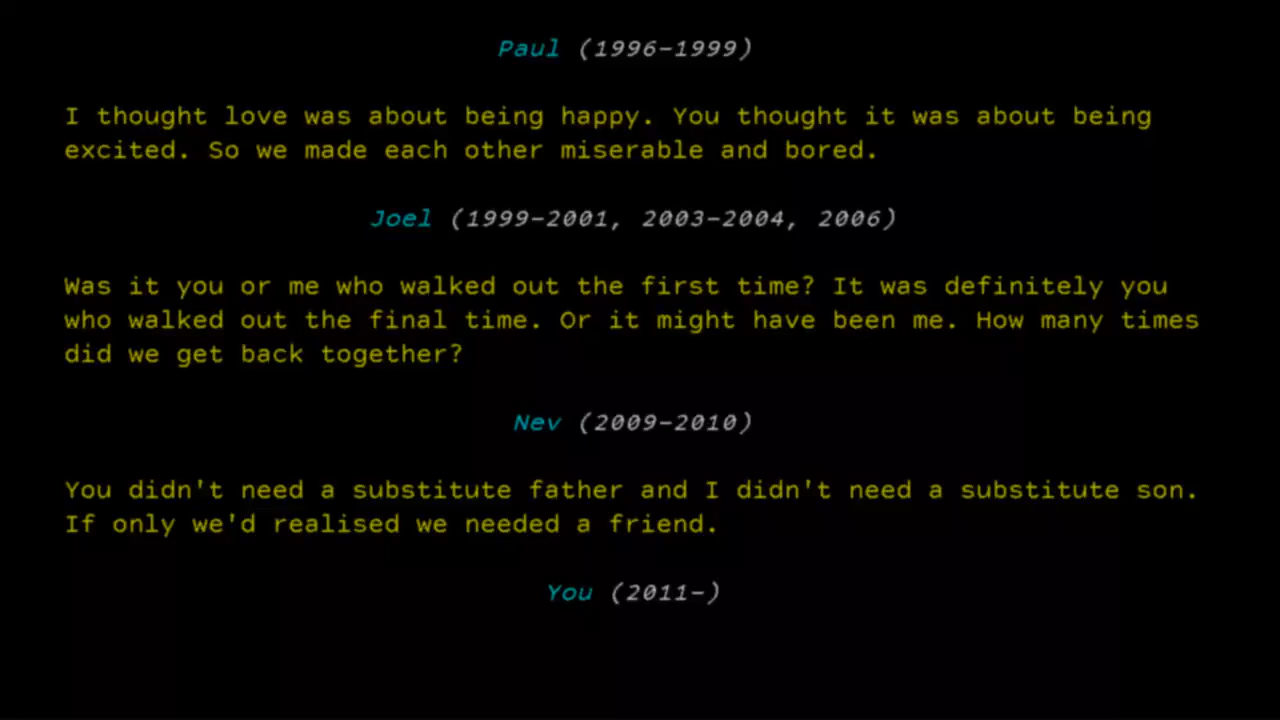 Paul (1996-1999)
I thought love was about being happy. You thought it was about being
excited. So we made each other miserable and bored.
Joel (1999-2001, 2003-2004, 2006)
Was it you or me who walked out the first time? It was definitely you
who walked out the final time. Or it might have been me. How many times
did we get back together?
Nev (2009-2010)
You didn't need a substitute father and I didn't need a substitute son.
If only we'd realised we needed a friend.
You (2011-)